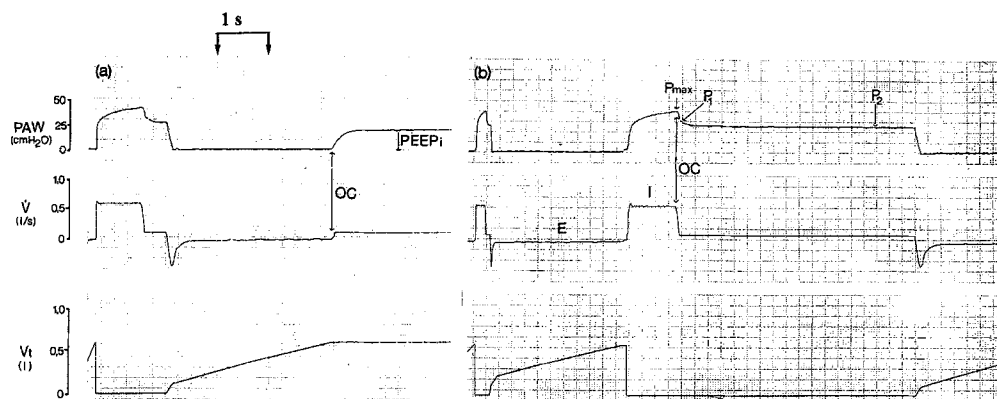 1 s
(a)
50
25
0
PAW
(cmH₂O)
PEEPi
OC
1.0
0.5
0
V̇
(l/s)
1.0
0.5
0
Vt
(l)
(b)
Pmax
P₁
P₂
OC
I
E